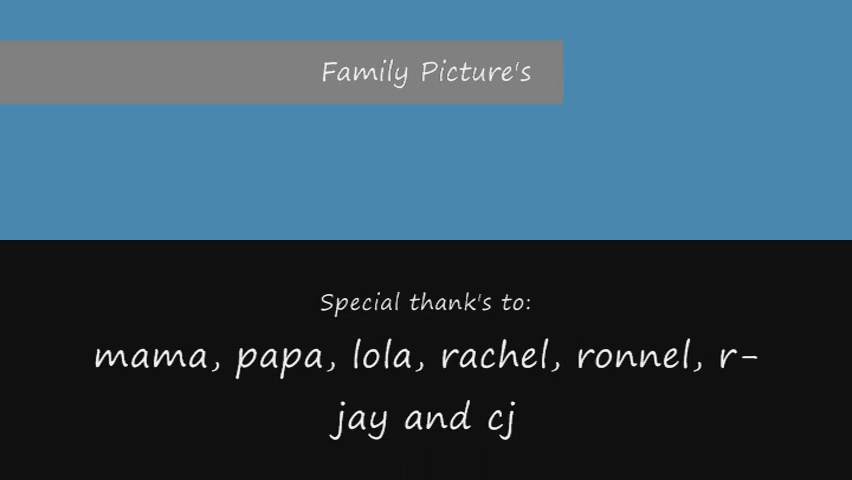 Family Picture's
Special thank's to:
mama, papa, lola, rachel, ronnel, r-
jay and cj